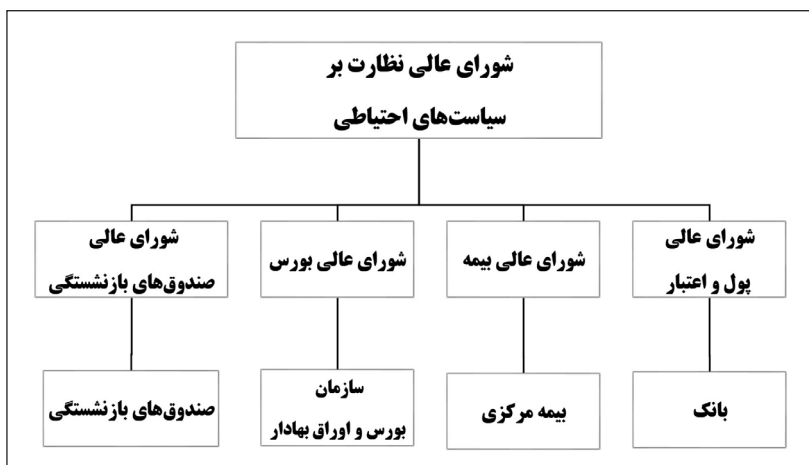 شورای عالی نظارت بر
سیاست‌های احتیاطی
شورای عالی
پول و اعتبار
شورای عالی بیمه
شورای عالی بورس
شورای عالی
صندوق‌های بازنشستگی
بانک
بیمه مرکزی
سازمان
بورس و اوراق بهادار
صندوق‌های بازنشستگی